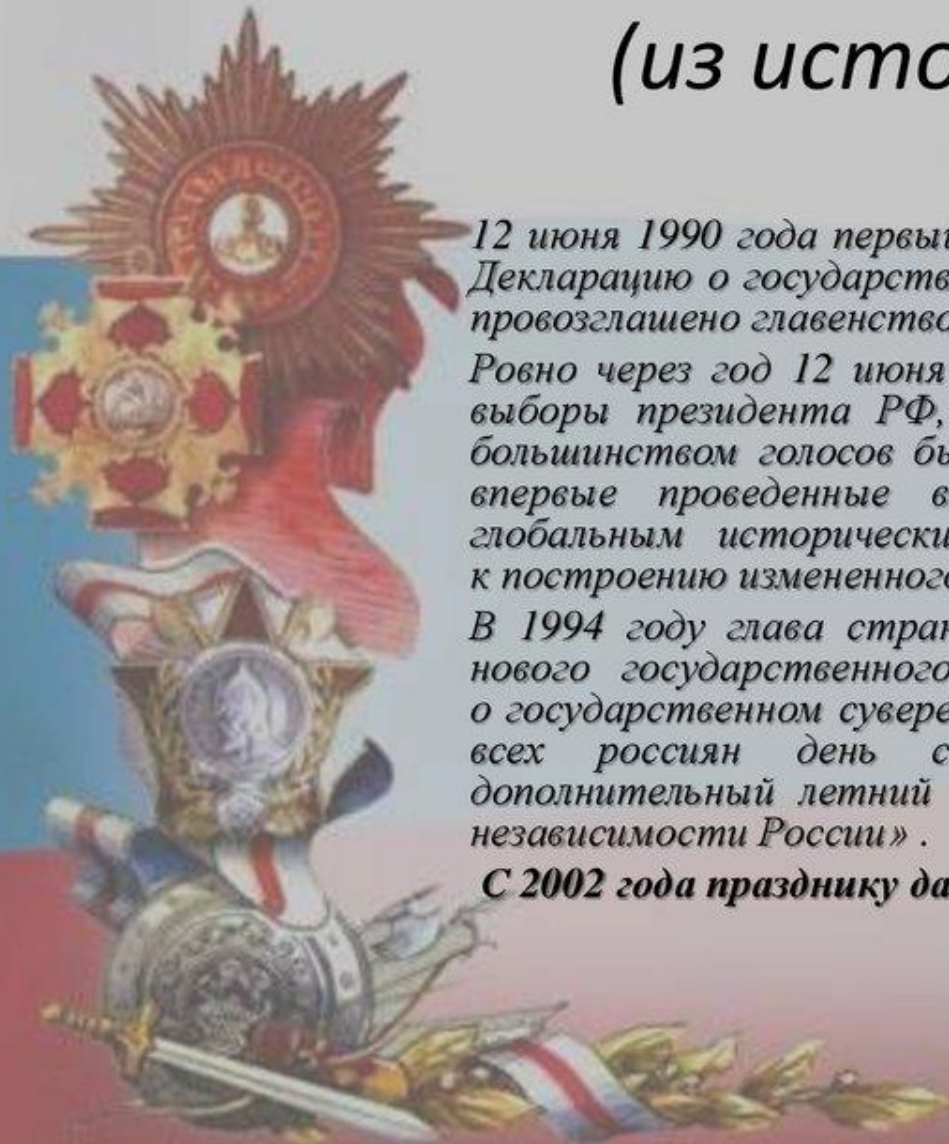 (из исто
12 июня 1990 года первый
Декларацию о государств
провозглашено главенство
Ровно через год 12 июня
выборы президента РФ,
большинством голосов бы
впервые проведенные в
глобальным исторически
к построению измененного
В 1994 году глава стран
нового государственного
о государственном сувере
всех россиян день с
дополнительный летний
независимости России» .
С 2002 года празднику да